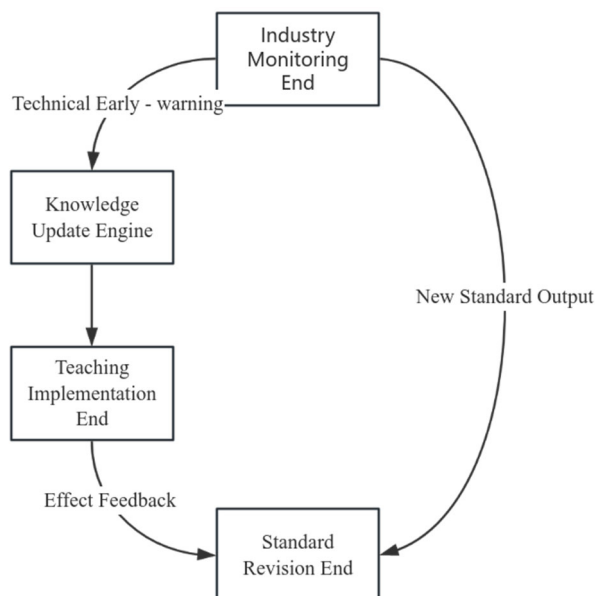 Industry
Monitoring
End
Technical Early - warning
Knowledge
Update Engine
New Standard Output
Teaching
Implementation
End
Effect Feedback
Standard
Revision End